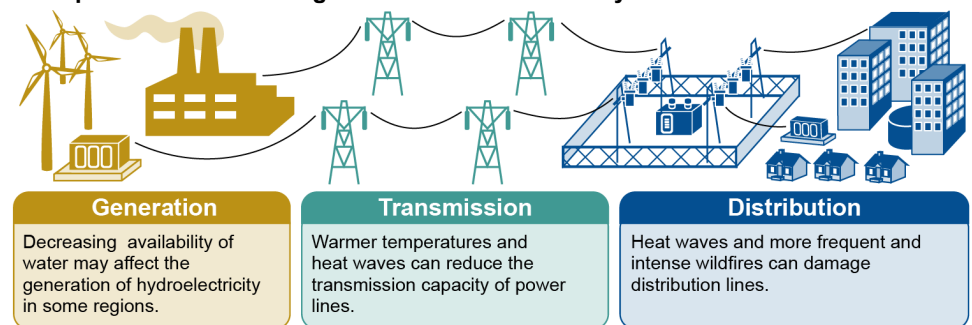 Generation
Decreasing availability of
water may affect the
generation of hydroelectricity
in some regions.
Transmission
Warmer temperatures and
heat waves can reduce the
transmission capacity of power
lines.
Distribution
Heat waves and more frequent and
intense wildfires can damage
distribution lines.